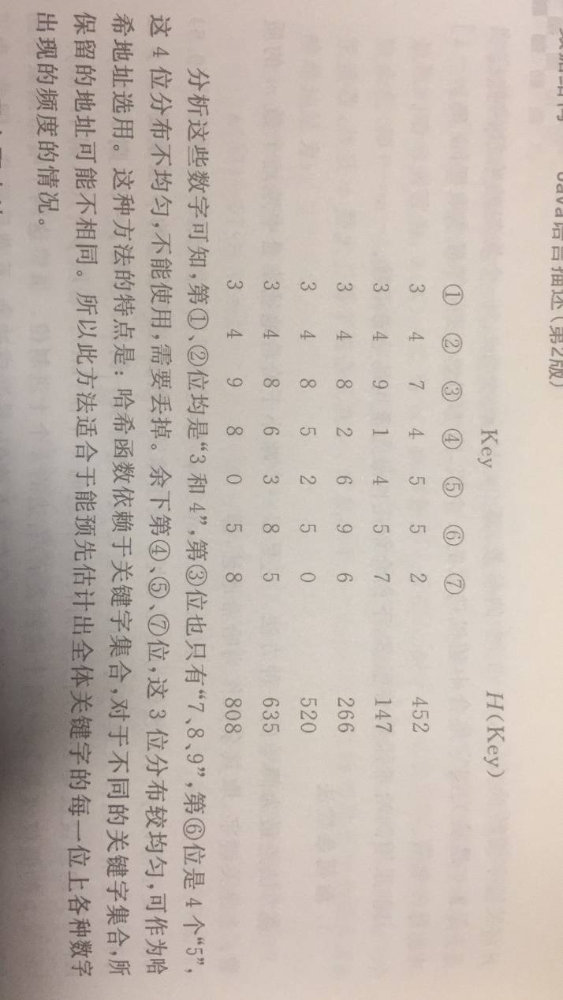 Java语言描述(第2版)
Key H(Key)
① ② ③ ④ ⑤ ⑥ ⑦
3 4 7 4 5 5 2 452
3 4 9 1 4 5 7 147
3 4 8 2 6 9 6 266
3 4 8 5 2 5 0 520
3 4 8 6 3 8 5 635
3 4 9 8 0 5 8 808
分析这些数字可知,第①、②位均是“3和4”,第③位也只有“7、8、9”,第⑥位是4个“5”,
这4位分布不均匀,不能使用,需要丢掉。余下第④、⑤、⑦位,这3位分布较均匀,可作为哈
希地址选用。这种方法的特点是：哈希函数依赖于关键字集合,对于不同的关键字集合,所
保留的地址可能不相同。所以此方法适合于能预先估计出全体关键字的每一位上各种数字
出现的频度的情况。